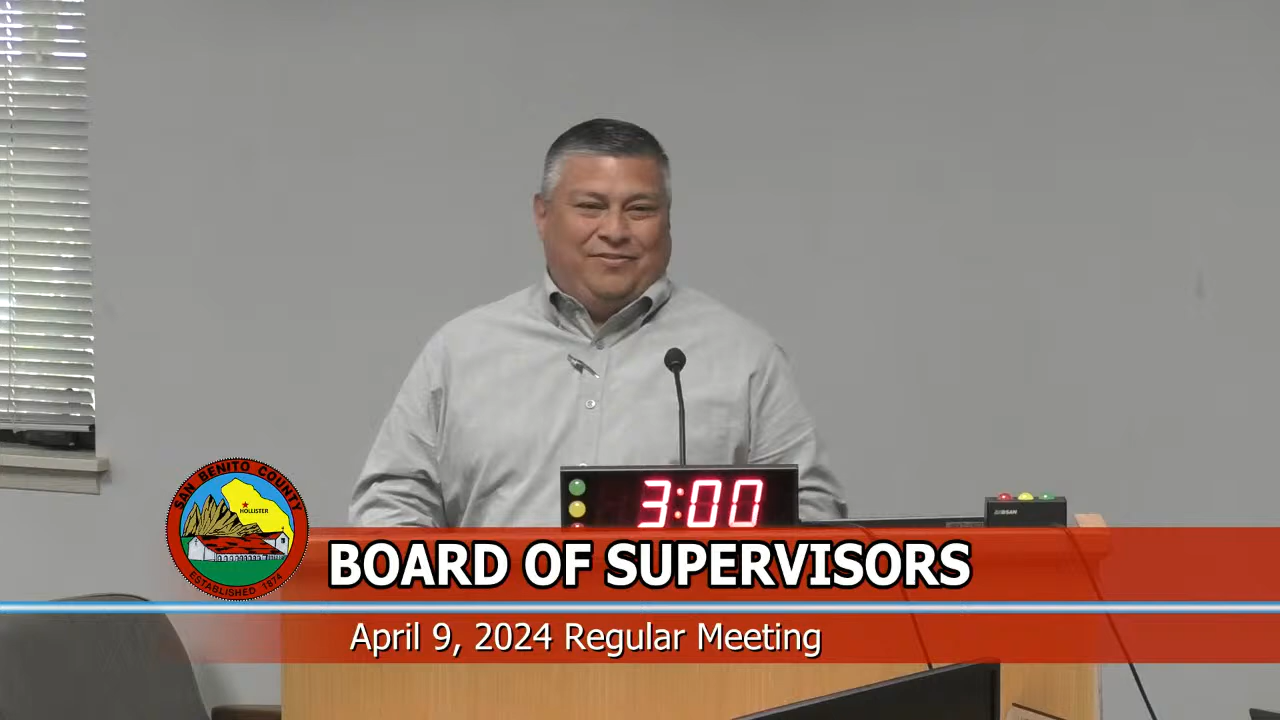 3:00
SAN BENITO COUNTY
HOLLISTER
ESTABLISHED 1874
BOARD OF SUPERVISORS
April 9, 2024 Regular Meeting